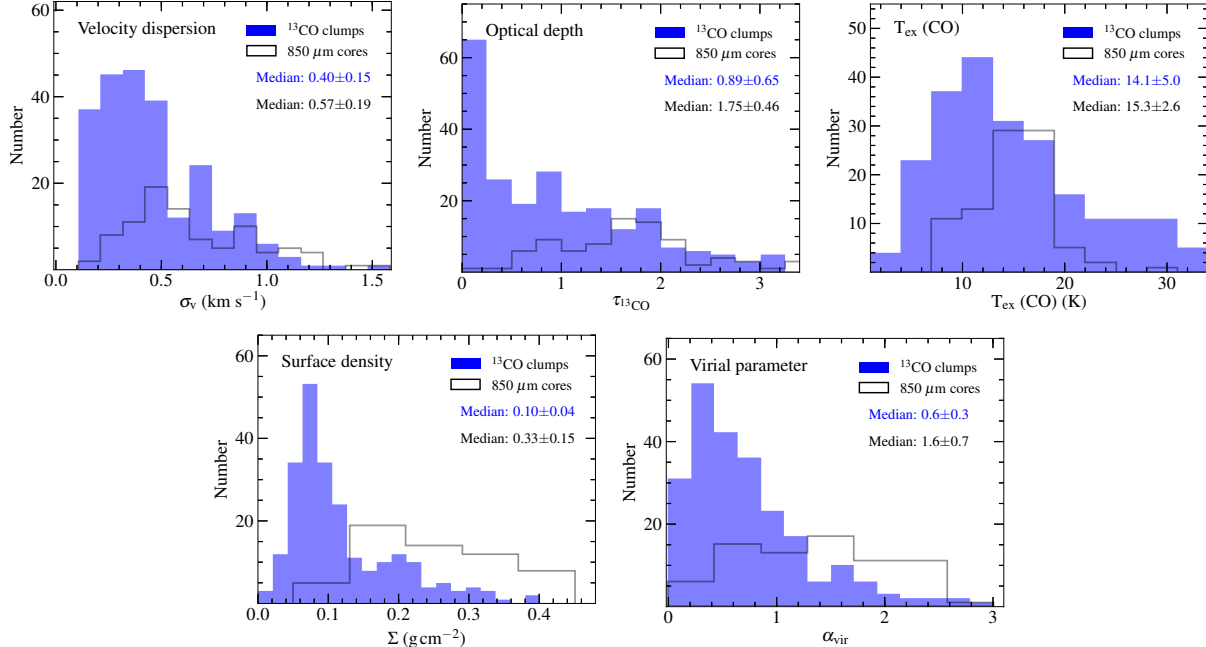 Velocity dispersion
¹³CO clumps
850 μm cores
Median: 0.40±0.15
Median: 0.57±0.19
Number
60
40
20
0.0
0.5
1.0
1.5
σᵥ (km s⁻¹)
Optical depth
¹³CO clumps
850 μm cores
Median: 0.89±0.65
Median: 1.75±0.46
Number
60
40
20
0
1
2
3
τ₁₃CO
Tₑₓ (CO)
¹³CO clumps
850 μm cores
Median: 14.1±5.0
Median: 15.3±2.6
Number
50
30
10
10
20
30
Tₑₓ (CO) (K)
Surface density
¹³CO clumps
850 μm cores
Median: 0.10±0.04
Median: 0.33±0.15
Number
60
40
20
0
0.0
0.2
0.4
Σ (g cm⁻²)
Virial parameter
¹³CO clumps
850 μm cores
Median: 0.6±0.3
Median: 1.6±0.7
Number
60
40
20
0
0
1
2
3
αvir